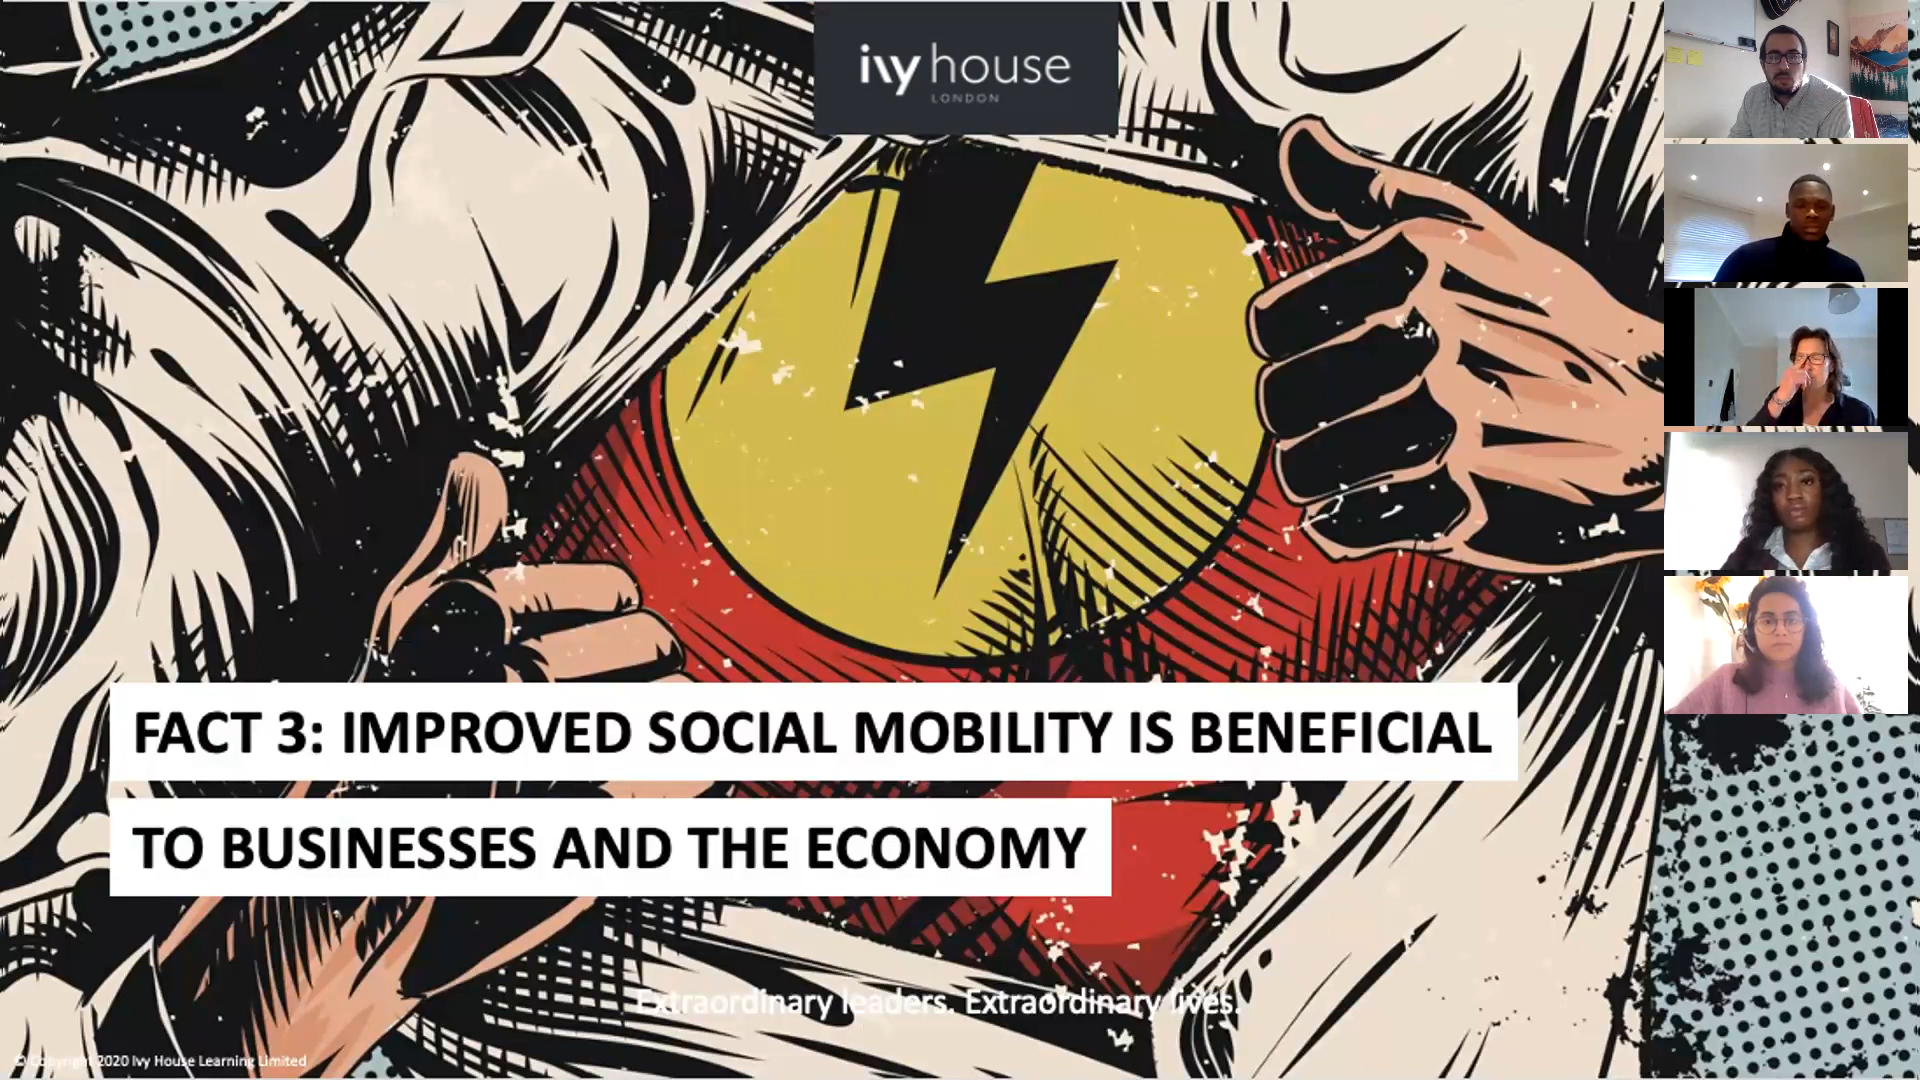 ivy house
LONDON
FACT 3: IMPROVED SOCIAL MOBILITY IS BENEFICIAL
TO BUSINESSES AND THE ECONOMY
Extraordinary leaders. Extraordinary lives.
© Copyright 2020 Ivy House Learning Limited